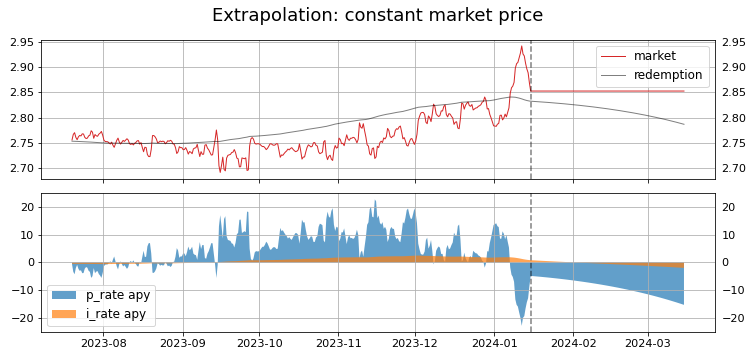 Extrapolation: constant market price
2.95 2.95
2.90 2.90
2.85 2.85
2.80 2.80
2.75 2.75
2.70 2.70
market
redemption
20 20
10 10
0 0
−10 −10
−20 −20
p_rate apy
i_rate apy
2023-08 2023-09 2023-10 2023-11 2023-12 2024-01 2024-02 2024-03